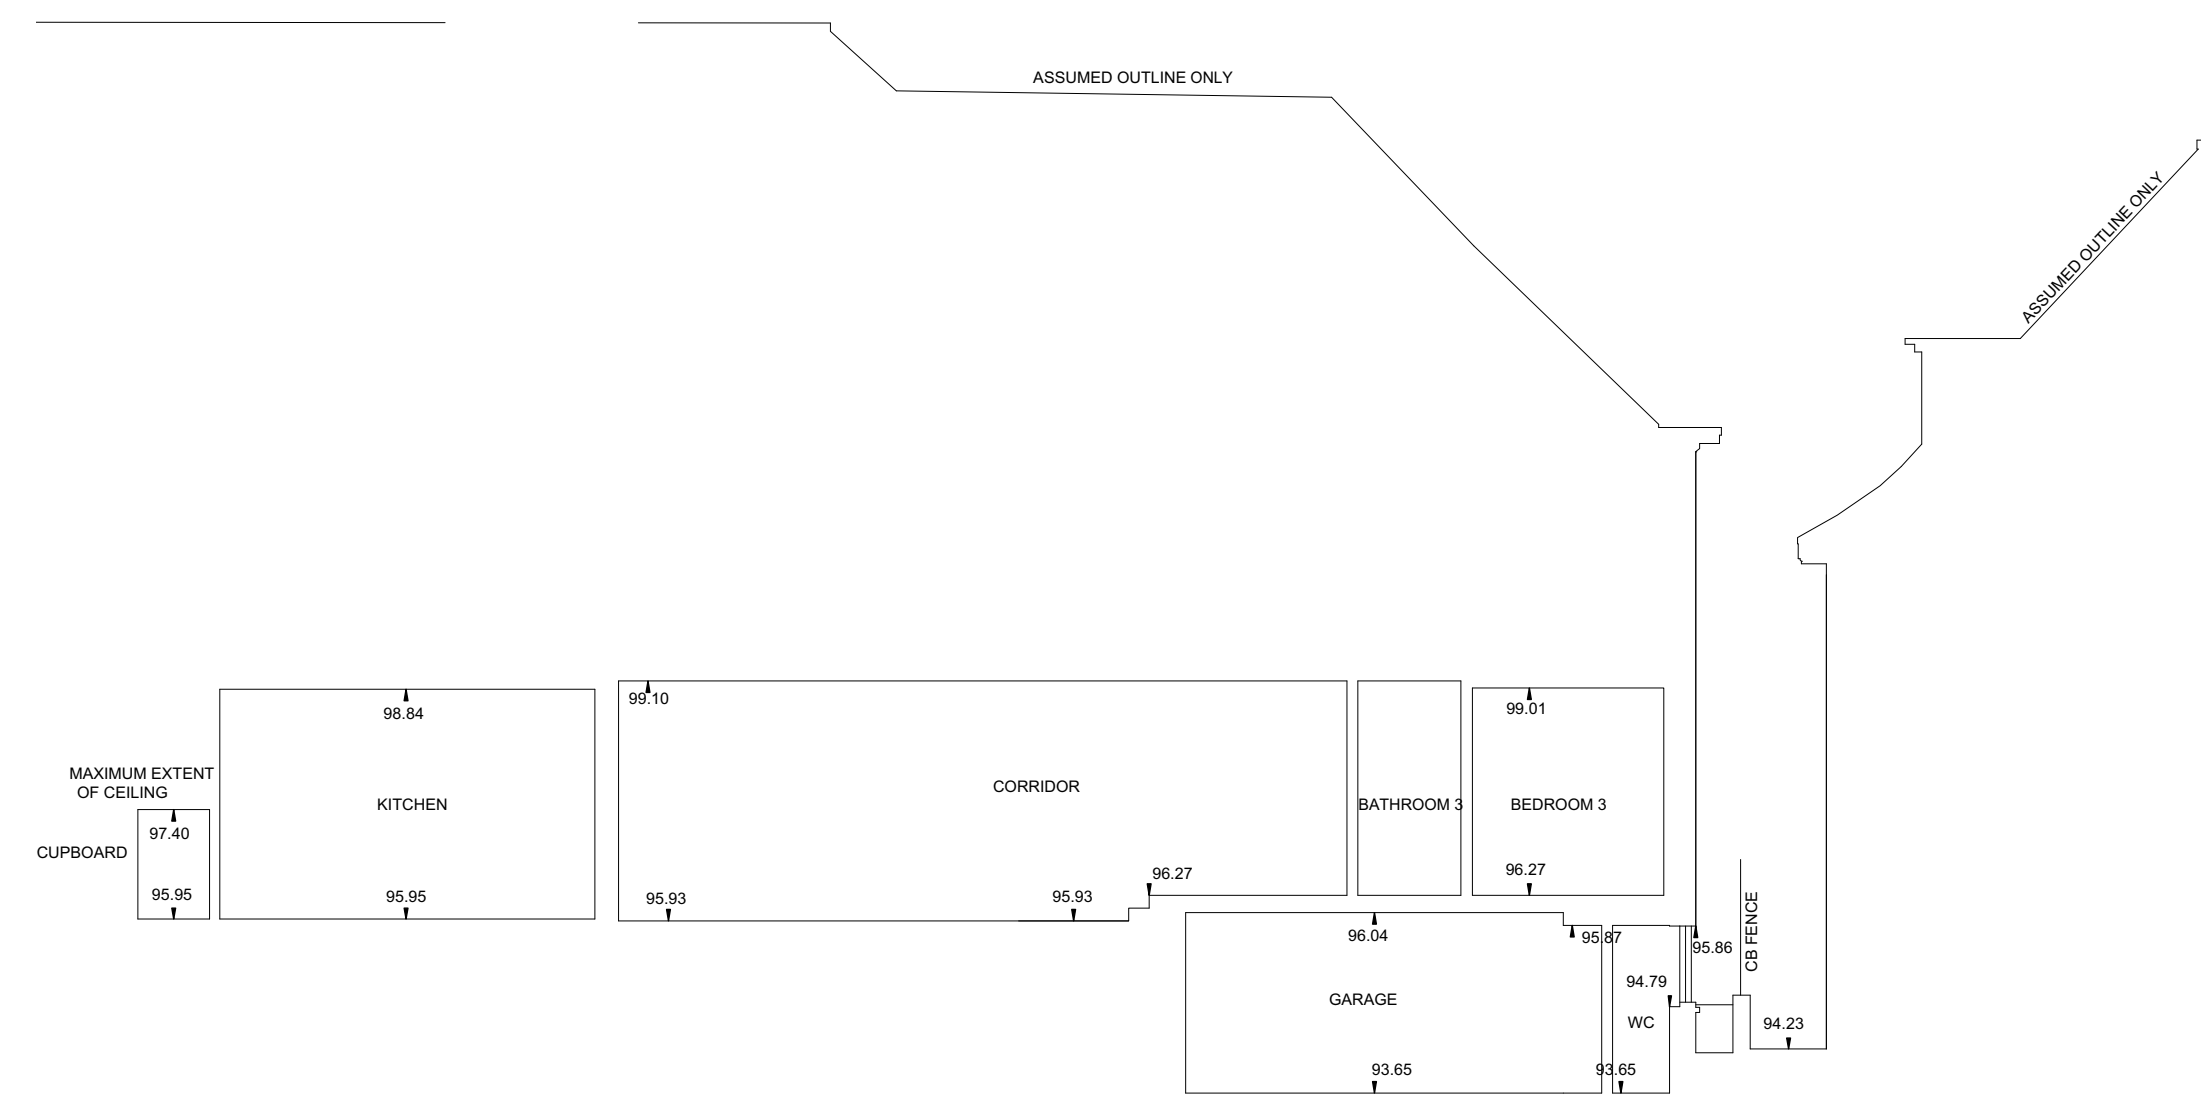 ASSUMED OUTLINE ONLY
ASSUMED OUTLINE ONLY
99.10
98.84
99.01
MAXIMUM EXTENT
OF CEILING
KITCHEN
CORRIDOR
BATHROOM 3
BEDROOM 3
97.40
CUPBOARD
95.95
95.95
95.93
95.93
96.27
96.27
CB FENCE
96.04
95.87
95.86
94.79
GARAGE
WC
94.23
93.65
93.65